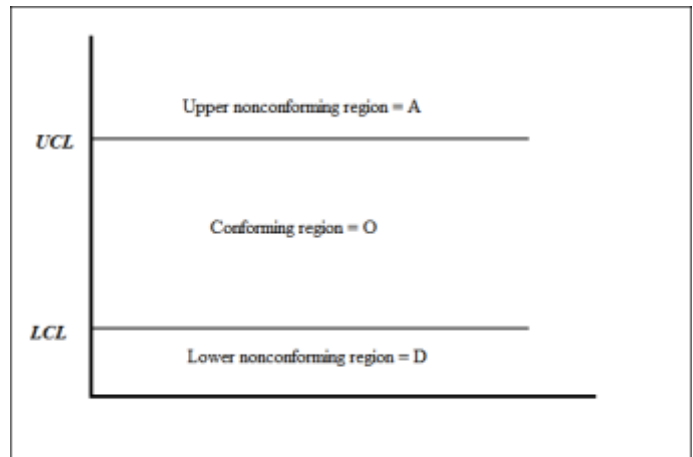 Upper nonconforming region = A
UCL
Conforming region = O
LCL
Lower nonconforming region = D